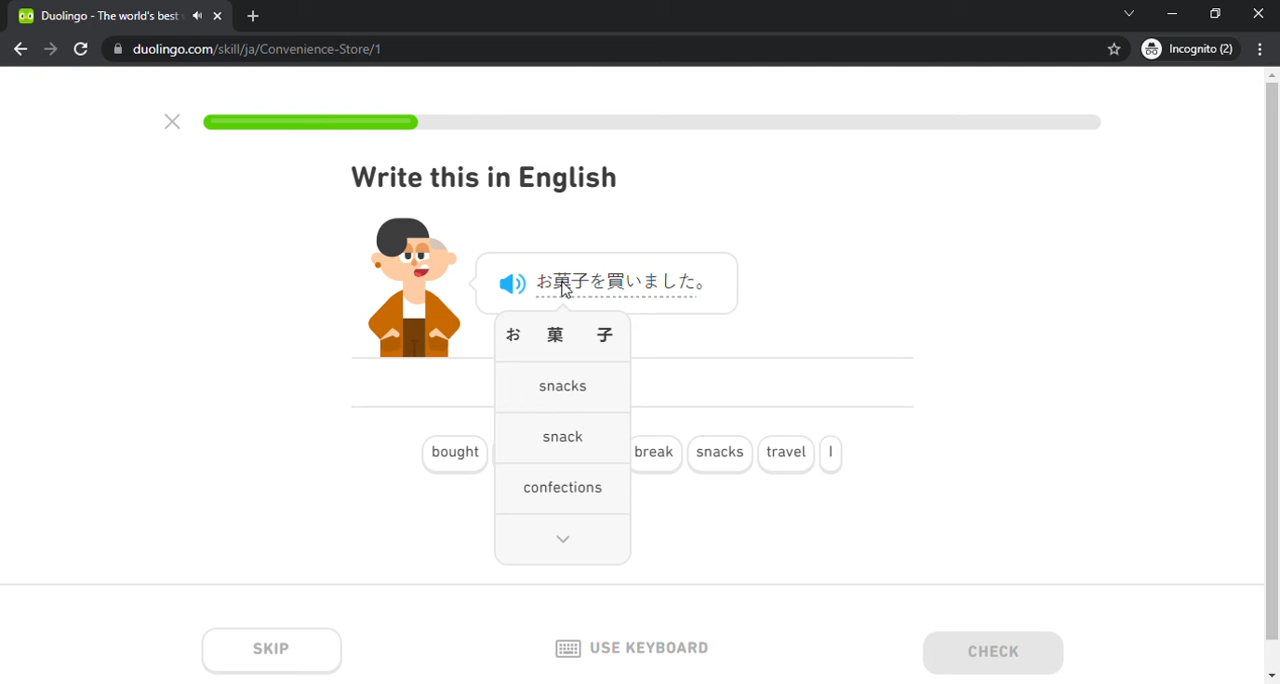 Duolingo - The world's best
duolingo.com/skill/ja/Convenience-Store/1
Incognito (2)
Write this in English
お菓子を買いました。
お 菓 子
snacks
snack
confections
bought break snacks travel I
SKIP
USE KEYBOARD
CHECK